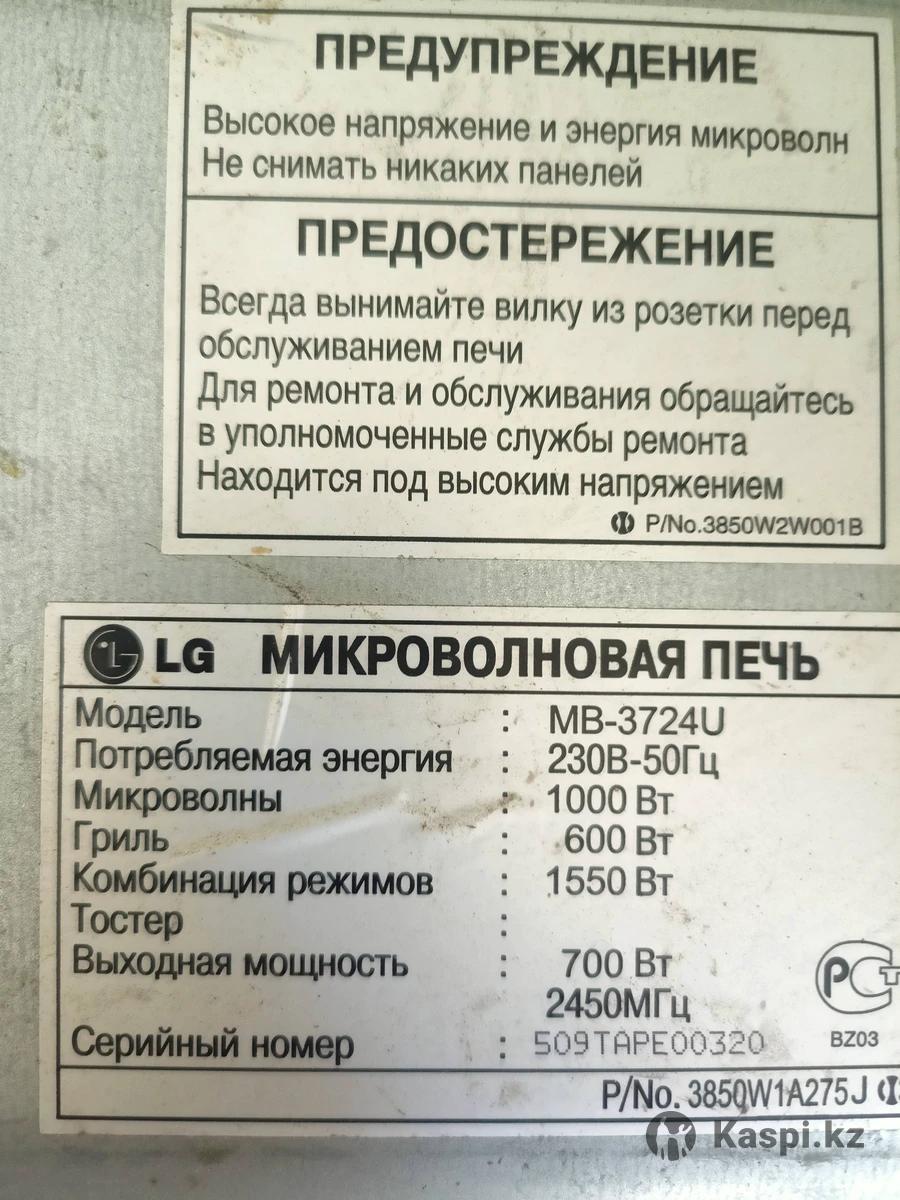 ПРЕДУПРЕЖДЕНИЕ
Высокое напряжение и энергия микроволн
Не снимать никаких панелей
ПРЕДОСТЕРЕЖЕНИЕ
Всегда вынимайте вилку из розетки перед
обслуживанием печи
Для ремонта и обслуживания обращайтесь
в уполномоченные службы ремонта
Находится под высоким напряжением
P/No.3850W2W001B
LG МИКРОВОЛНОВАЯ ПЕЧЬ
Модель : MB-3724U
Потребляемая энергия : 230В-50Гц
Микроволны : 1000 Вт
Гриль : 600 Вт
Комбинация режимов : 1550 Вт
Тостер :
Выходная мощность : 700 Вт
2450МГц
РСТ
BZ03
Серийный номер : 509TAPE00320
P/No. 3850W1A275J
Kaspi.kz